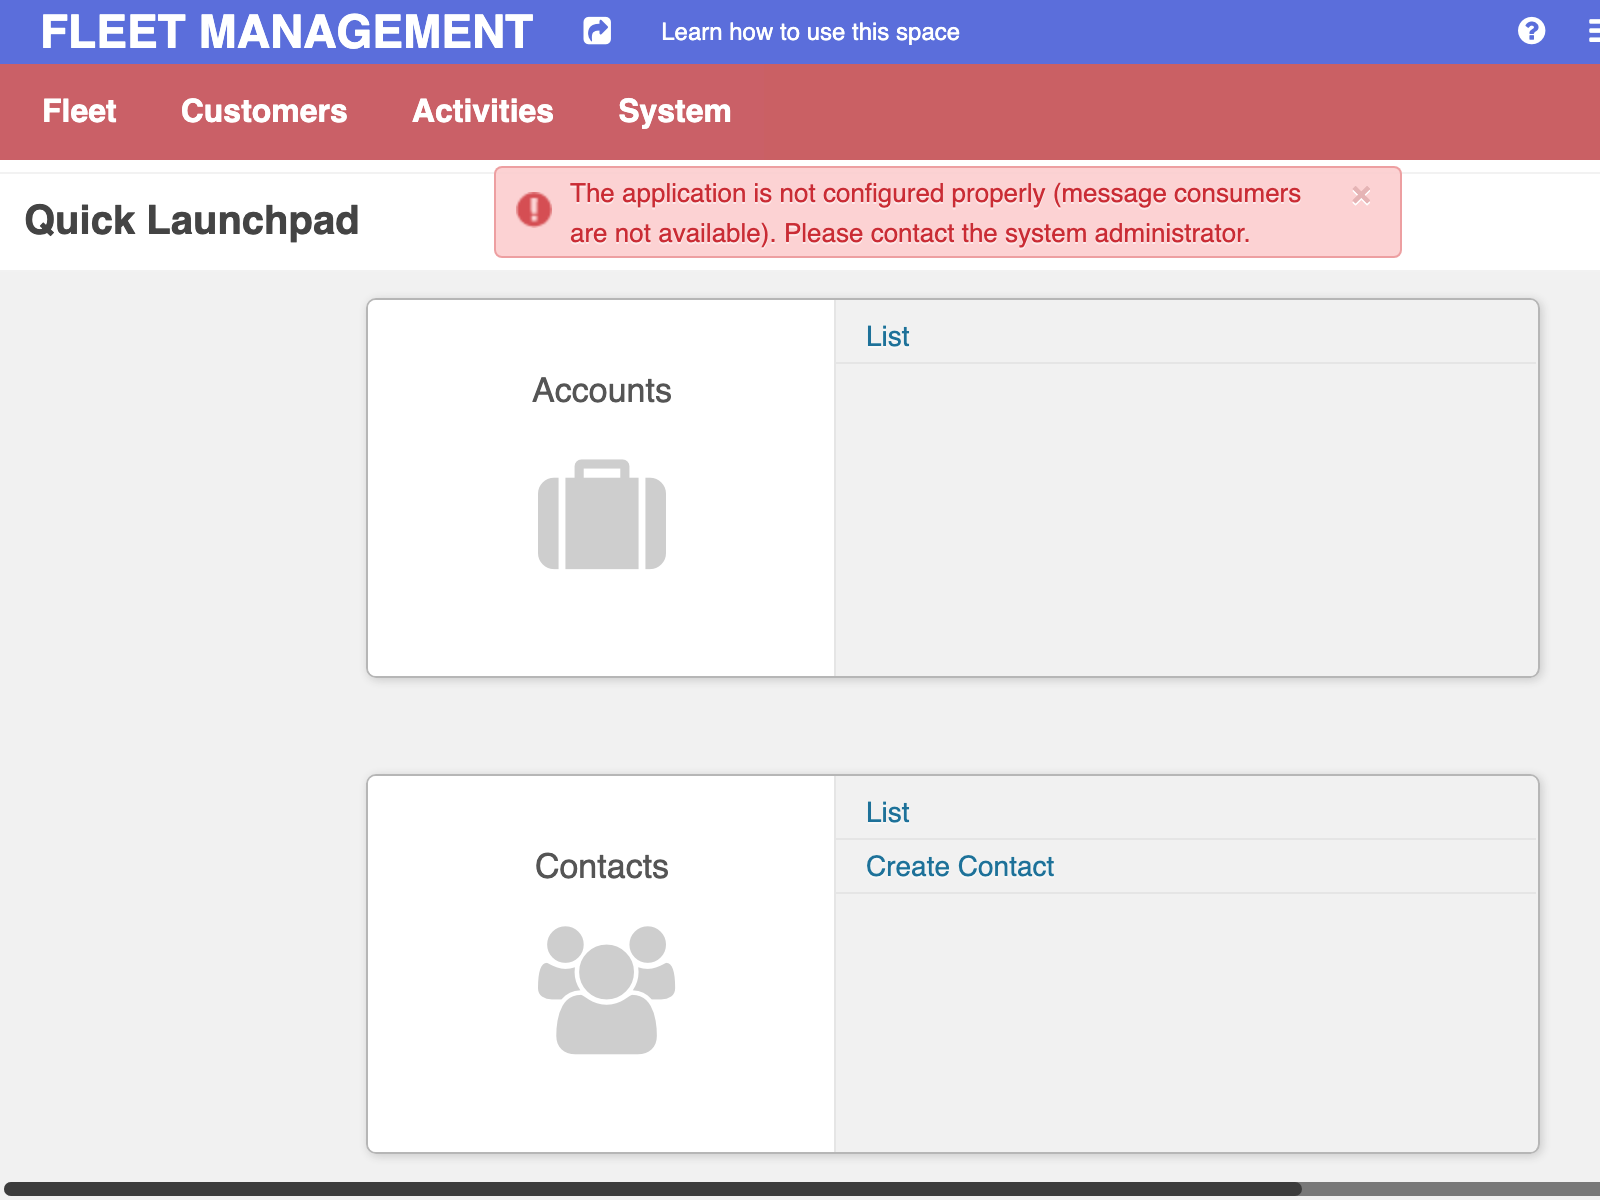 FLEET MANAGEMENT
Learn how to use this space
Fleet Customers Activities System
Quick Launchpad
The application is not configured properly (message consumers
are not available). Please contact the system administrator.
Accounts
List
Contacts
List
Create Contact